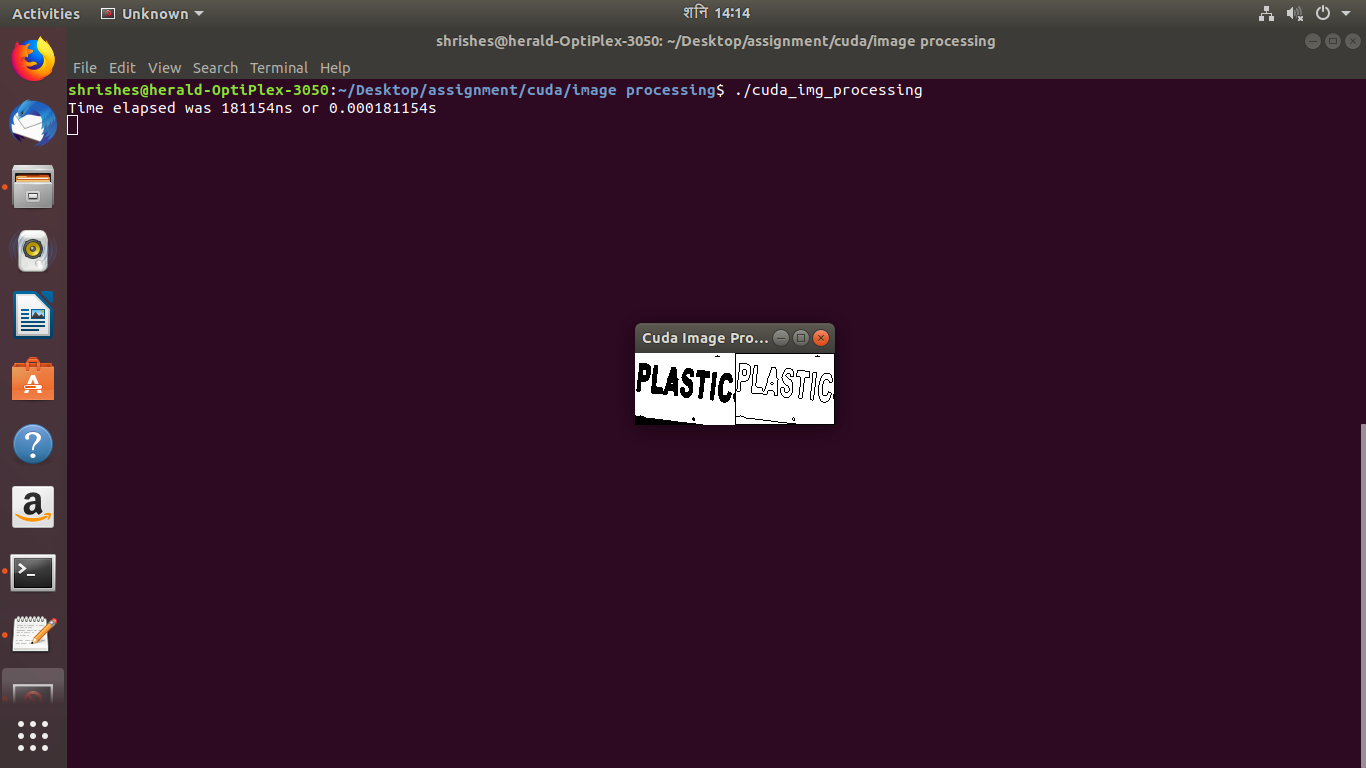 Activities Unknown शनि 14:14
shrishes@herald-OptiPlex-3050: ~/Desktop/assignment/cuda/image processing
File Edit View Search Terminal Help
shrishes@herald-OptiPlex-3050:~/Desktop/assignment/cuda/image processing$ ./cuda_img_processing
Time elapsed was 181154ns or 0.000181154s
Cuda Image Pro...
PLASTIC PLASTIC